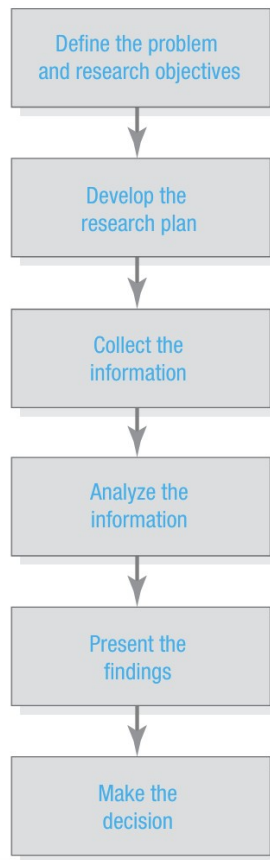 Define the problem
and research objectives
Develop the
research plan
Collect the
information
Analyze the
information
Present the
findings
Make the
decision